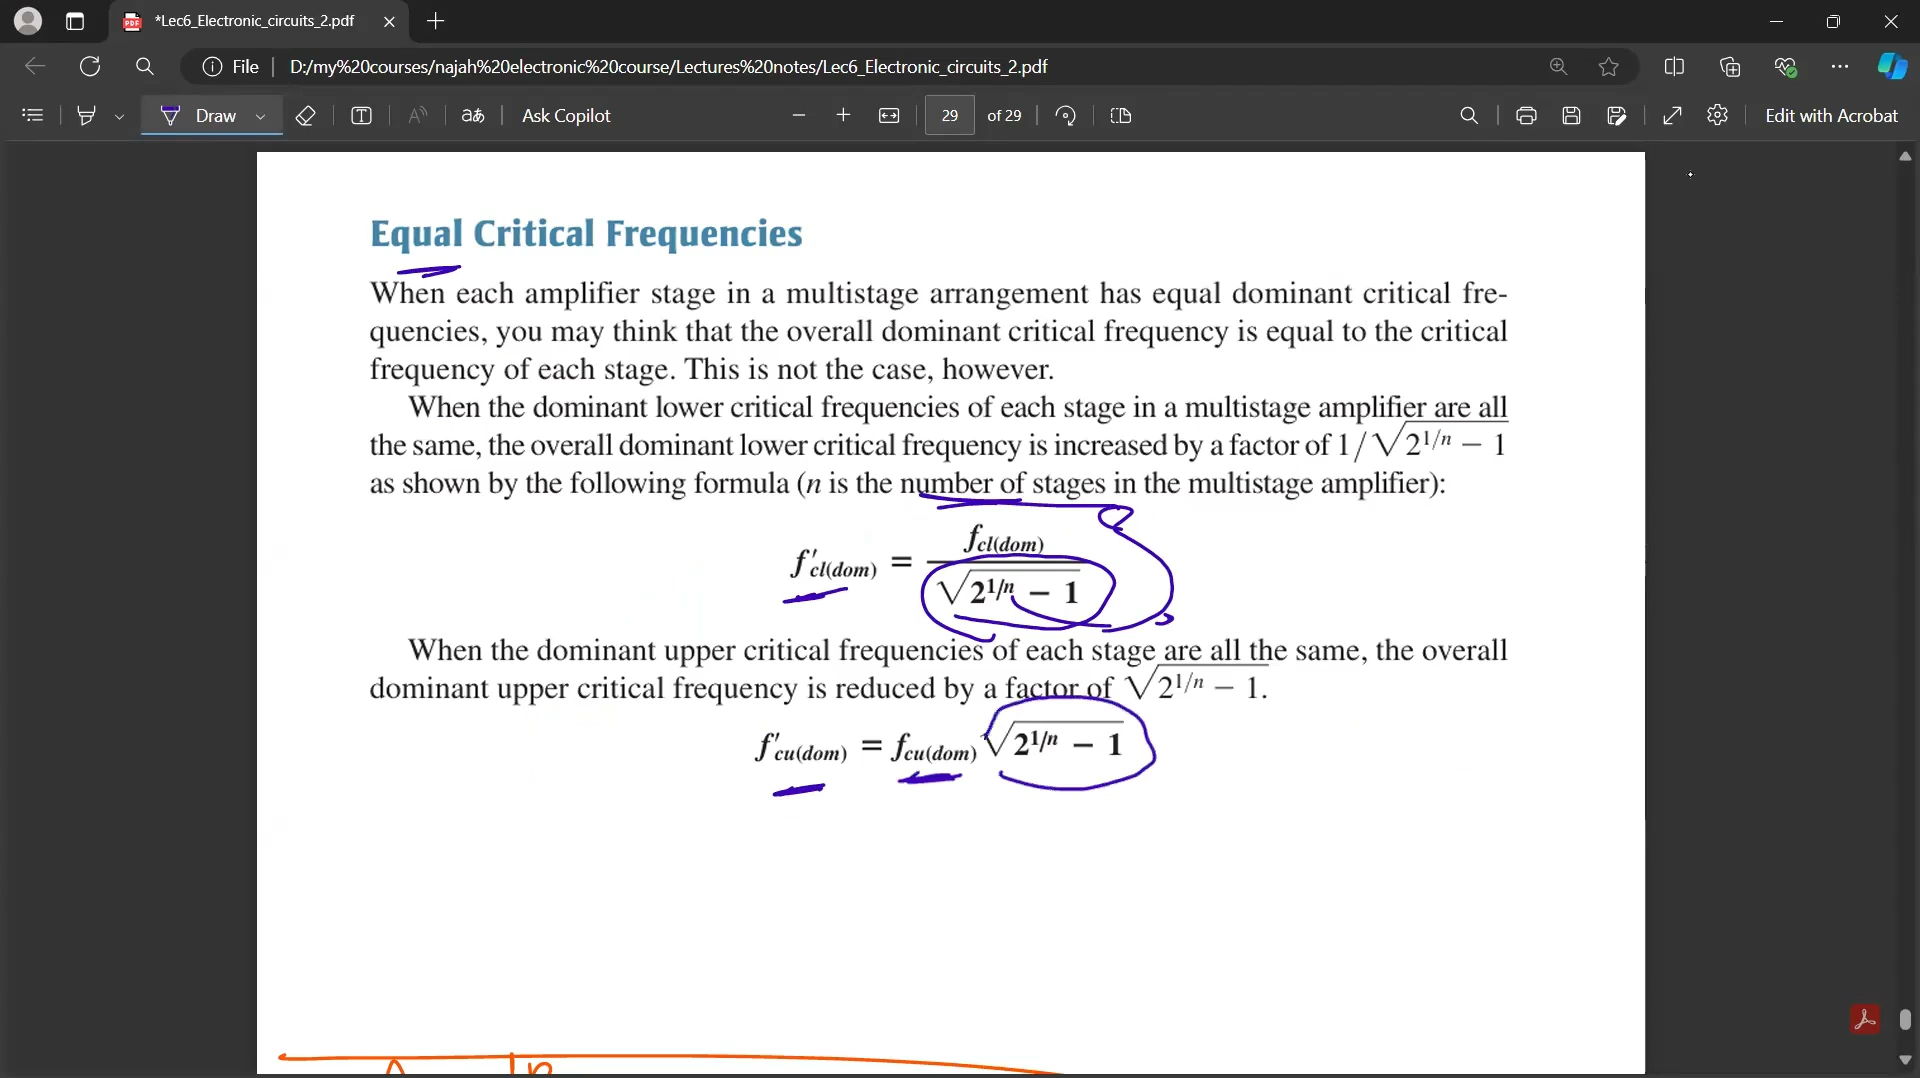 *Lec6_Electronic_circuits_2.pdf
File D:/my%20courses/najah%20electronic%20course/Lectures%20notes/Lec6_Electronic_circuits_2.pdf
Draw aあ Ask Copilot 29 of 29 Edit with Acrobat
Equal Critical Frequencies
When each amplifier stage in a multistage arrangement has equal dominant critical fre-
quencies, you may think that the overall dominant critical frequency is equal to the critical
frequency of each stage. This is not the case, however.
When the dominant lower critical frequencies of each stage in a multistage amplifier are all
the same, the overall dominant lower critical frequency is increased by a factor of 1/√(2^(1/n) − 1)
as shown by the following formula (n is the number of stages in the multistage amplifier):
f′cl(dom) = fcl(dom) / √(2^(1/n) − 1)
When the dominant upper critical frequencies of each stage are all the same, the overall
dominant upper critical frequency is reduced by a factor of √(2^(1/n) − 1).
f′cu(dom) = fcu(dom) √(2^(1/n) − 1)